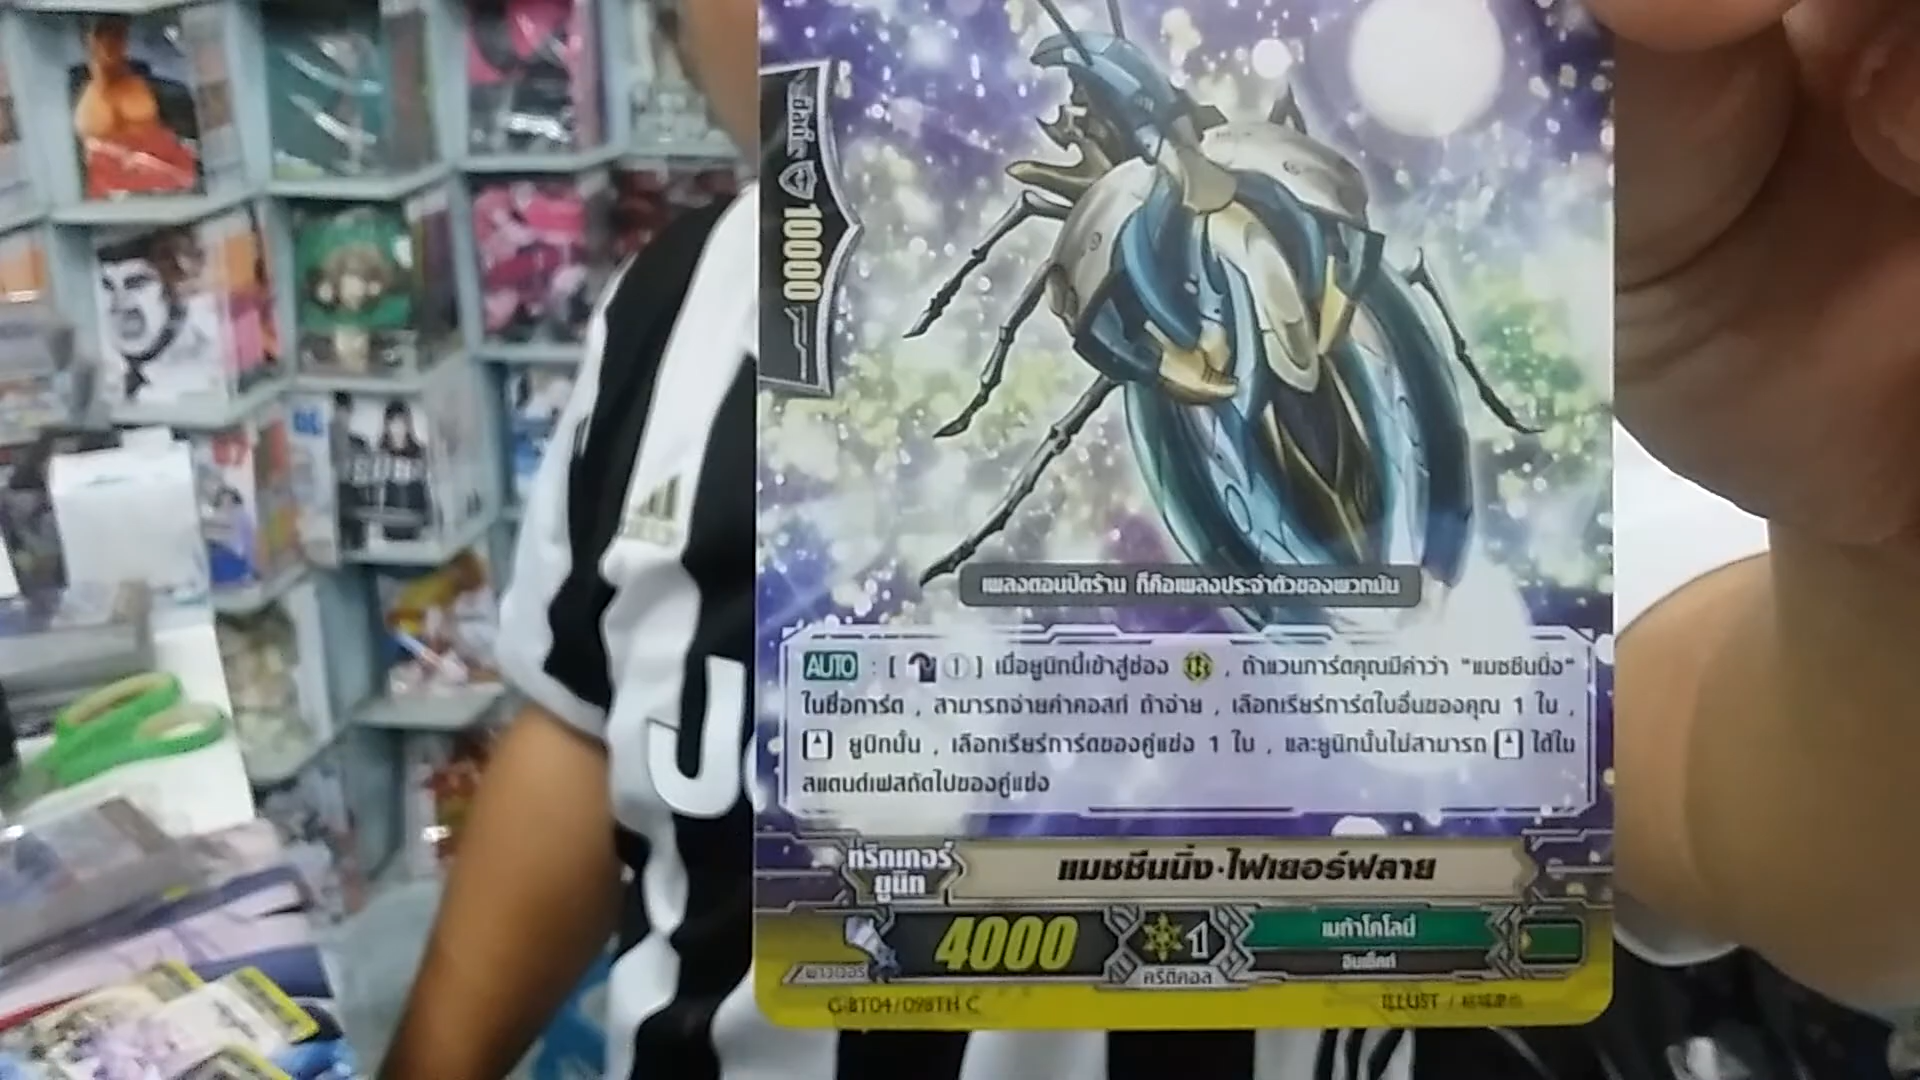 ชีลด์
10000
เพลงตอนปิดร้าน ก็คือเพลงประจำตัวของพวกมัน
AUTO : [ 1 ] เมื่อยูนิทนี้เข้าสู่ช่อง , ถ้าแวนการ์ดคุณมีคำว่า "แมชชีนนิ่ง"
ในชื่อการ์ด , สามารถจ่ายค่าคอสท์ ถ้าจ่าย , เลือกเรียร์การ์ดใบอื่นของคุณ 1 ใบ ,
ยูนิทนั้น , เลือกเรียร์การ์ดของคู่แข่ง 1 ใบ , และยูนิทนั้นไม่สามารถ ได้ใน
สแตนด์เฟสถัดไปของคู่แข่ง
ทริกเกอร์
ยูนิท
แมชชีนนิ่ง·ไฟเยอร์ฟลาย
พาวเวอร์
4000
1
คริติคอล
เมก้าโคโลนี่
อินเซ็คท์
G-BT04/098TH C
ILLUST /
J